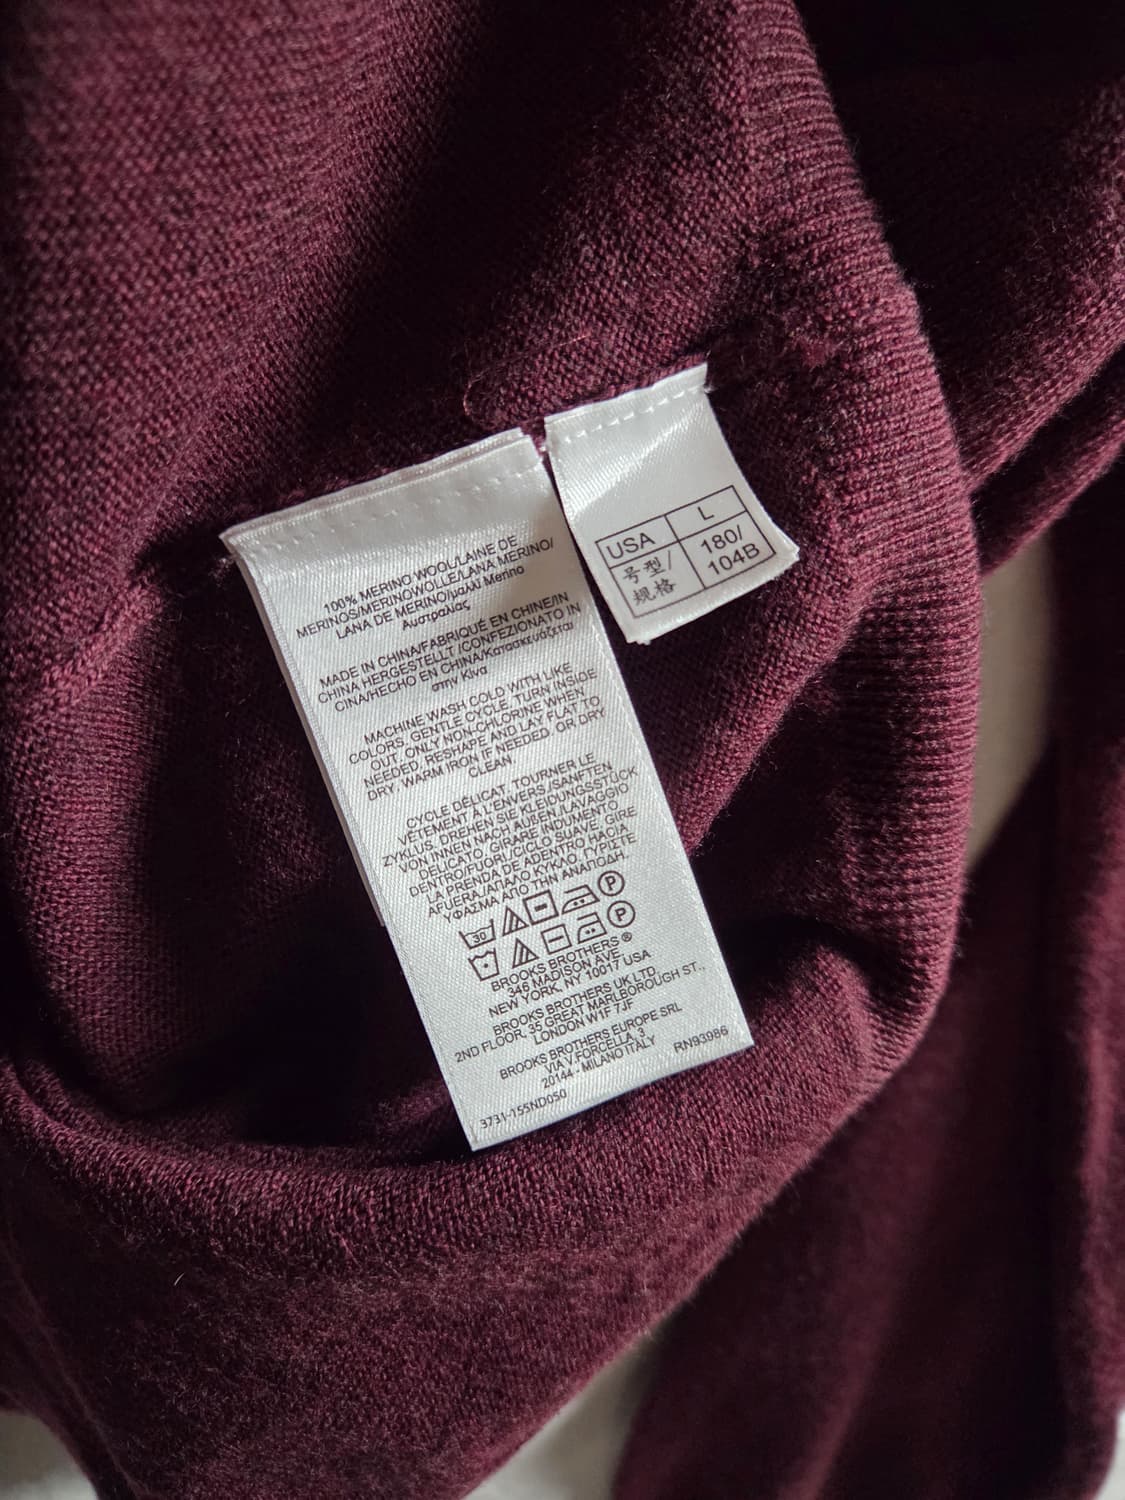 100% MERINO WOOL/LAINE DE
MERINOS/MERINOWOLLE/LANA MERINO/
LANA DE MERINO/μαλλί Merino
Αυστραλίας
MADE IN CHINA/FABRIQUÉ EN CHINE/IN
CHINA HERGESTELLT /CONFEZIONATO IN
CINA/HECHO EN CHINA/Κατασκευάζεται
στην Κίνα
MACHINE WASH COLD WITH LIKE
COLORS, GENTLE CYCLE, TURN INSIDE
OUT, ONLY NON-CHLORINE WHEN
NEEDED, RESHAPE AND LAY FLAT TO
DRY, WARM IRON IF NEEDED, OR DRY
CLEAN.
CYCLE DÉLICAT, TOURNER LE
VÊTEMENT À L'ENVERS/SANFTEN
ZYKLUS, DREHEN SIE KLEIDUNGSSTÜCK
VON INNEN NACH AUßEN/LAVAGGIO
DELICATO, GIRARE INDUMENTO
DENTRO/FUORI/CICLO SUAVE, GIRE
LA PRENDA DE ADENTRO HACIA
AFUERA/ΑΠΑΛΟ ΚΥΚΛΟ, ΓΥΡΙΣΤΕ
ΥΦΑΣΜΑ ΑΠΟ ΤΗΝ ΑΝΑΠΟΔΗ.
30 P
P
BROOKS BROTHERS ®
346 MADISON AVE
NEW YORK, NY 10017 USA
BROOKS BROTHERS UK LTD.
2ND FLOOR, 35 GREAT MARLBOROUGH ST.,
LONDON W1F 7JF
BROOKS BROTHERS EUROPE SRL
VIA V.FORCELLA, 3
20144 - MILANO ITALY
RN93986
3731-155ND050
USA L
号型/ 180/
规格 104B